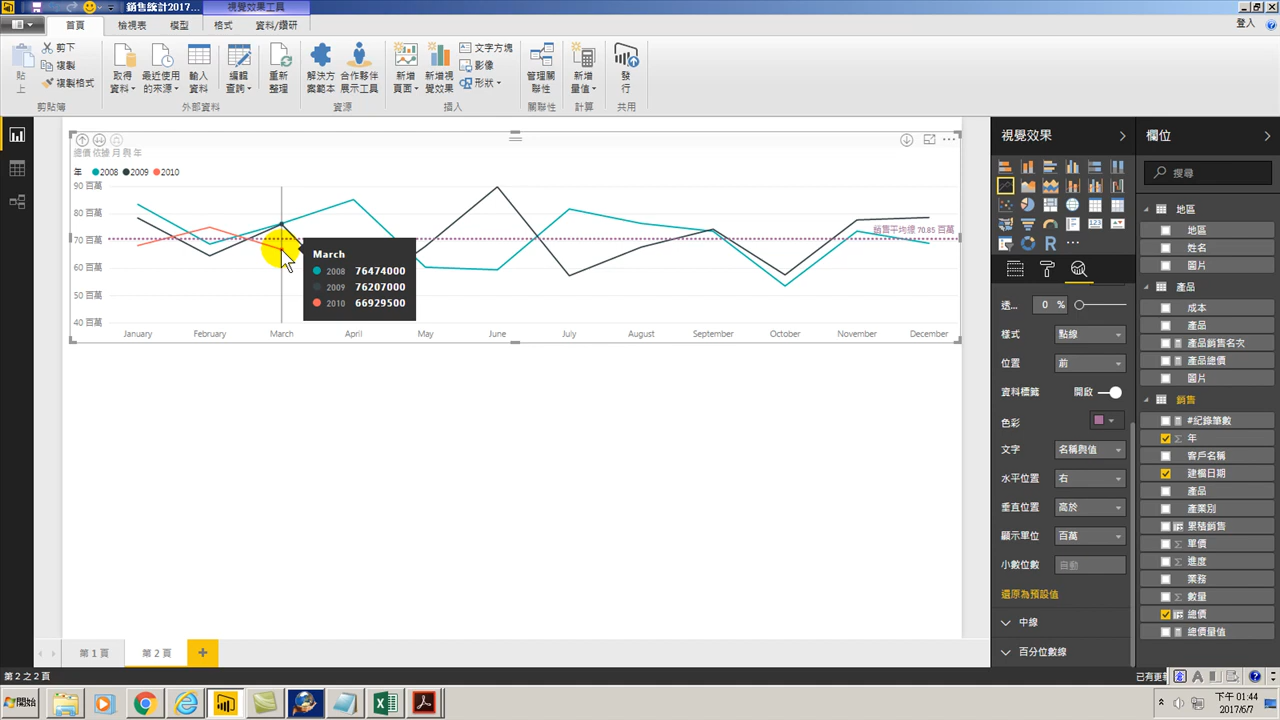 銷售統計2017...
視覺效果工具
登入
首頁 檢視表 模型 格式 資料/鑽研
剪下
複製
複製格式
貼上
取得資料
最近使用的來源
輸入資料
編輯查詢
重新整理
解決方案範本
合作夥伴展示工具
新增頁面
新增視覺效果
文字方塊
影像
形狀
管理關聯性
新增量值
發行
剪貼簿 外部資料 資源 插入 關聯性 計算 共用
總價 依據 月 與 年
年 2008 2009 2010
90 百萬
80 百萬
70 百萬
60 百萬
50 百萬
40 百萬
銷售平均線 70.85 百萬
March
2008 76474000
2009 76207000
2010 66929500
January February March April May June July August September October November December
視覺效果
透... 0 %
樣式 點線
位置 前
資料標籤 開啟
色彩
文字 名稱與值
水平位置 右
垂直位置 高於
顯示單位 百萬
小數位數 自動
還原為預設值
中線
百分位數線
欄位
搜尋
地區
地區
姓名
圖片
產品
成本
產品
產品銷售名次
產品總價
圖片
銷售
#紀錄筆數
年
客戶名稱
建檔日期
產品
產業別
累積銷售
單價
進度
業務
數量
總價
總價量值
第 1 頁 第 2 頁
第 2 之 2 頁
已有更新
開始
下午 01:44
2017/6/7